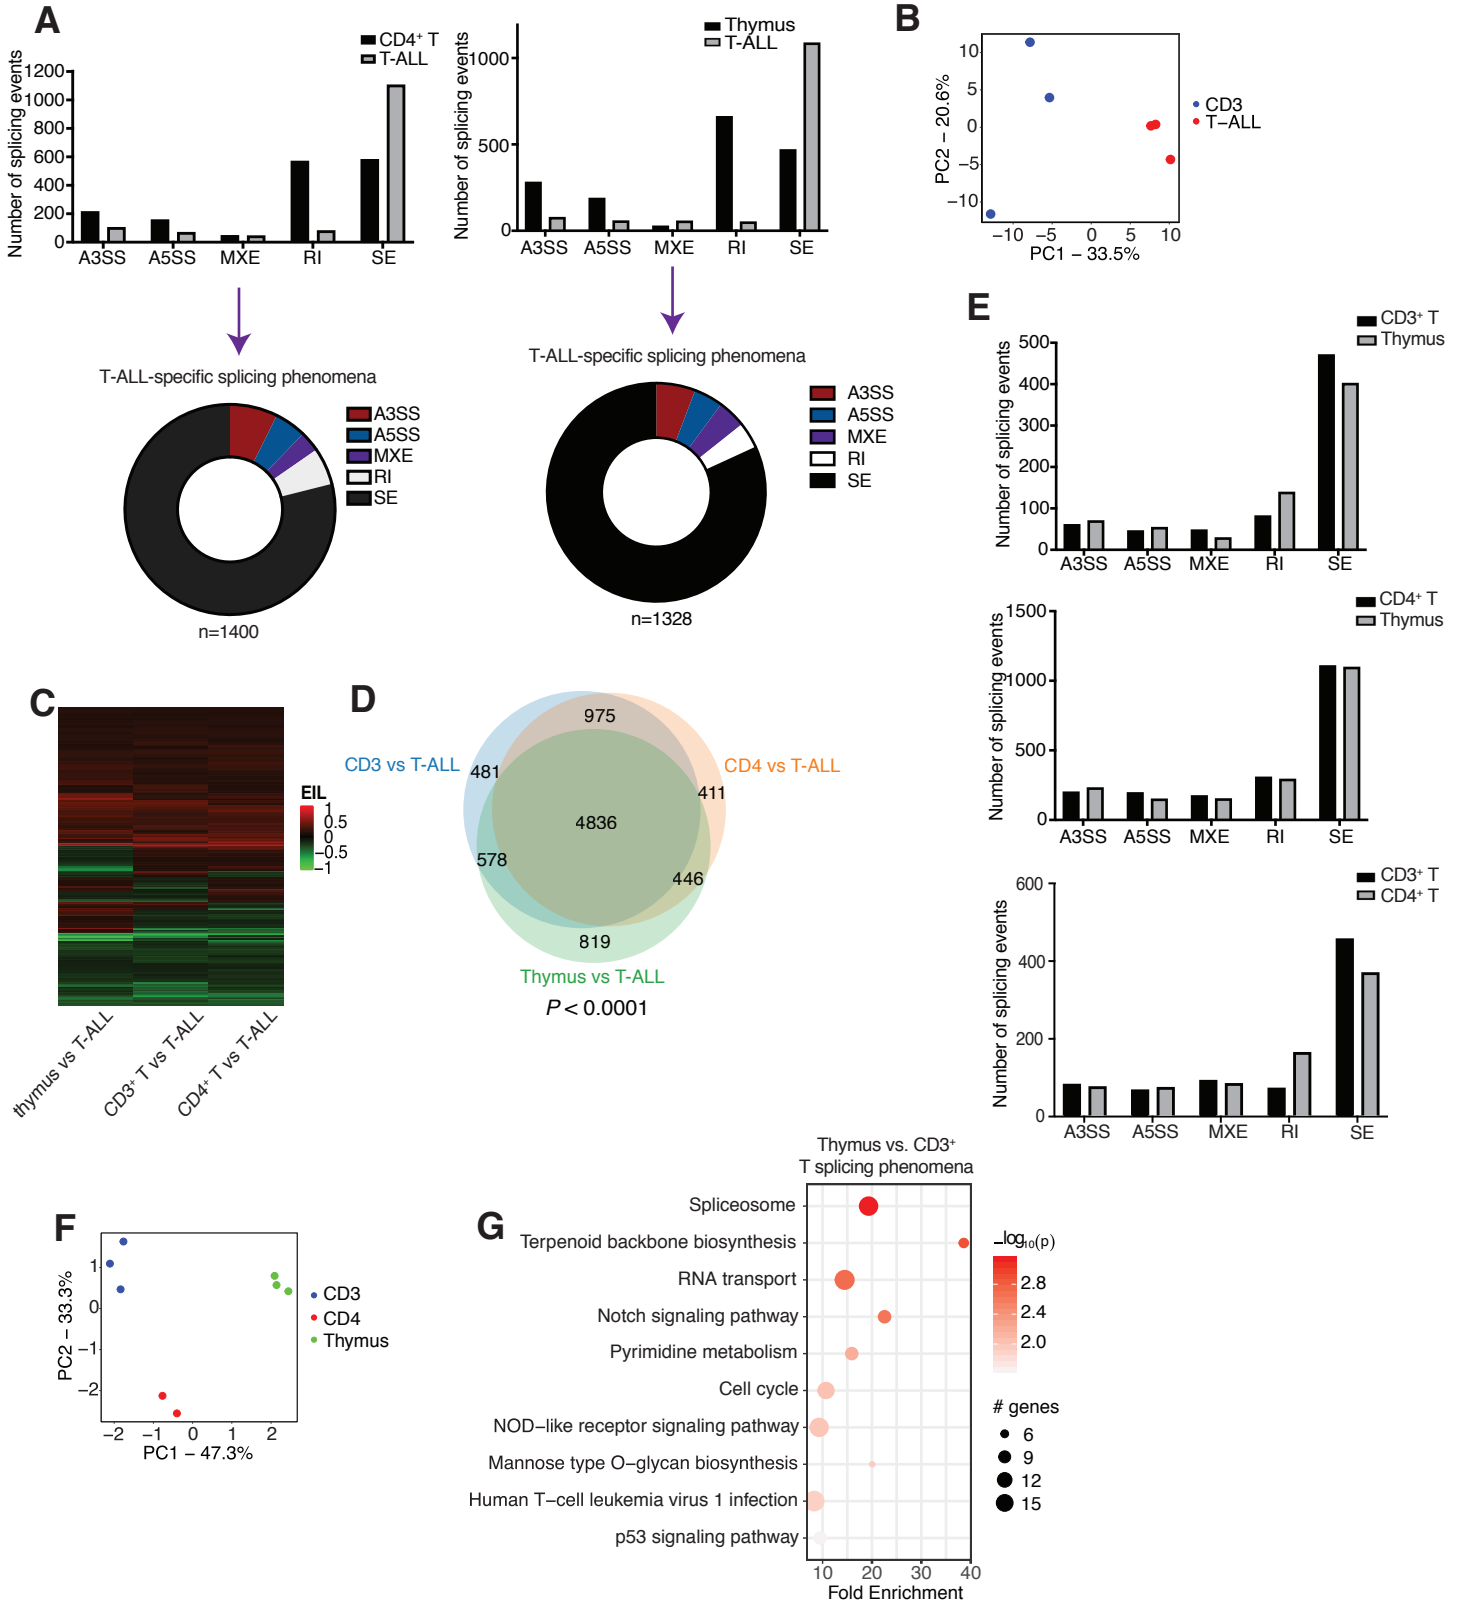 A
CD4⁺ T
T-ALL
Number of splicing events
1200
1000
800
600
400
200
0
A3SS A5SS MXE RI SE
T-ALL-specific splicing phenomena
A3SS
A5SS
MXE
RI
SE
n=1400
Thymus
T-ALL
Number of splicing events
1000
500
0
A3SS A5SS MXE RI SE
T-ALL-specific splicing phenomena
A3SS
A5SS
MXE
RI
SE
n=1328
B
PC2 − 20.6%
10
5
0
−5
−10
−10 −5 0 5 10
PC1 − 33.5%
CD3
T−ALL
C
EIL
1
0.5
0
−0.5
−1
thymus vs T-ALL
CD3⁺ T vs T-ALL
CD4⁺ T vs T-ALL
D
975
CD3 vs T-ALL
481
CD4 vs T-ALL
411
4836
578
446
819
Thymus vs T-ALL
P < 0.0001
E
CD3⁺ T
Thymus
Number of splicing events
500
400
300
200
100
0
A3SS A5SS MXE RI SE
CD4⁺ T
Thymus
Number of splicing events
1500
1000
500
0
A3SS A5SS MXE RI SE
CD3⁺ T
CD4⁺ T
Number of splicing events
600
400
200
0
A3SS A5SS MXE RI SE
F
PC2 − 33.3%
1
0
−1
−2
−2 −1 0 1 2
PC1 − 47.3%
CD3
CD4
Thymus
G
Thymus vs. CD3⁺
T splicing phenomena
Spliceosome
Terpenoid backbone biosynthesis
RNA transport
Notch signaling pathway
Pyrimidine metabolism
Cell cycle
NOD−like receptor signaling pathway
Mannose type O−glycan biosynthesis
Human T−cell leukemia virus 1 infection
p53 signaling pathway
10 20 30 40
Fold Enrichment
−log₁₀(p)
2.8
2.4
2.0
# genes
6
9
12
15